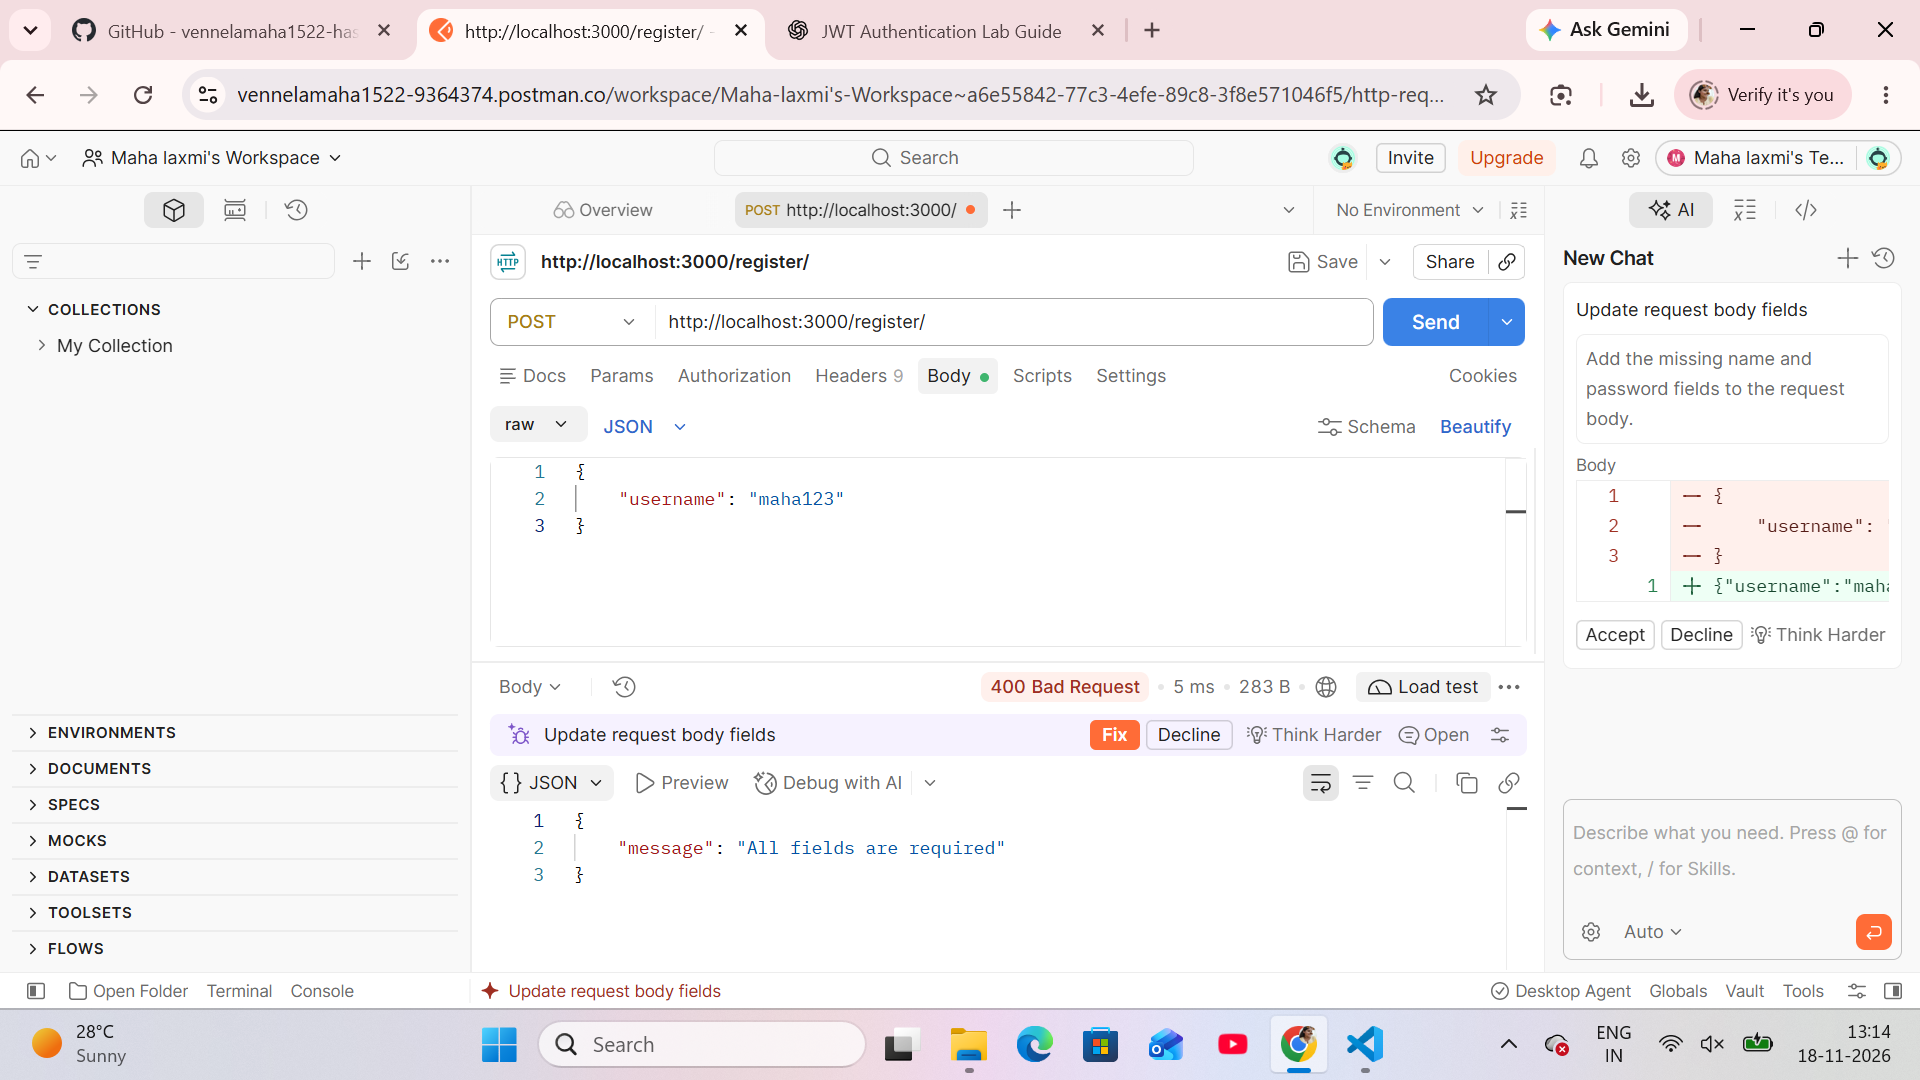 GitHub - vennelamaha1522-has
http://localhost:3000/register/ -
JWT Authentication Lab Guide
Ask Gemini
vennelamaha1522-9364374.postman.co/workspace/Maha-laxmi's-Workspace~a6e55842-77c3-4efe-89c8-3f8e571046f5/http-req...
Verify it's you
Maha laxmi's Workspace
Search
Invite
Upgrade
M
Maha laxmi's Te...
Overview
POST http://localhost:3000/
No Environment
AI
HTTP
http://localhost:3000/register/
Save
Share
New Chat
COLLECTIONS
My Collection
POST
http://localhost:3000/register/
Send
Docs
Params
Authorization
Headers 9
Body
Scripts
Settings
Cookies
raw
JSON
Schema
Beautify
1 {
2 "username": "maha123"
3 }
Update request body fields
Add the missing name and
password fields to the request
body.
Body
1 — {
2 — "username":
3 — }
1 + {"username":"maha
Accept
Decline
Think Harder
Body
400 Bad Request
5 ms
283 B
Load test
Update request body fields
Fix
Decline
Think Harder
Open
{} JSON
Preview
Debug with AI
1 {
2 "message": "All fields are required"
3 }
ENVIRONMENTS
DOCUMENTS
SPECS
MOCKS
DATASETS
TOOLSETS
FLOWS
Describe what you need. Press @ for
context, / for Skills.
Auto
Open Folder
Terminal
Console
Update request body fields
Desktop Agent
Globals
Vault
Tools
28°C
Sunny
Search
ENG
IN
13:14
18-11-2026